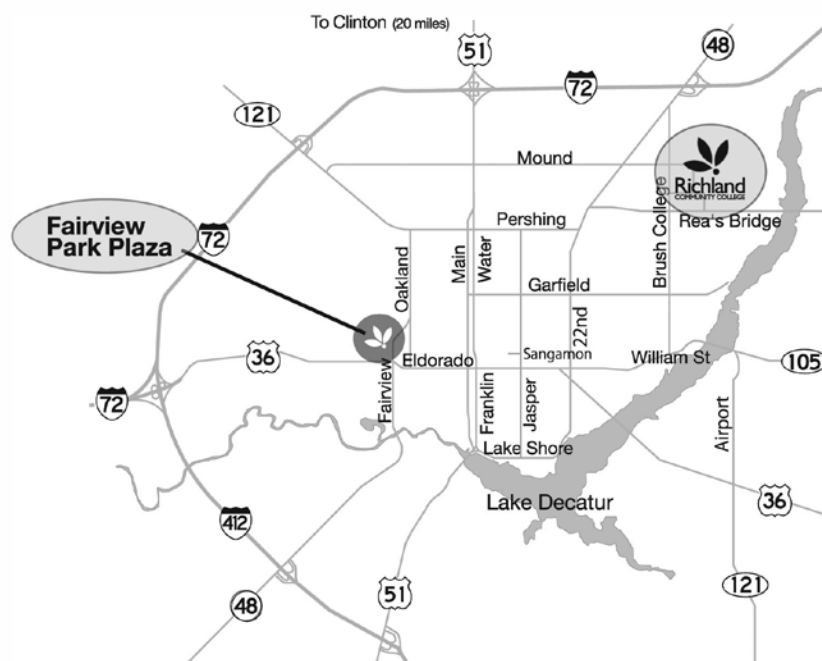 To Clinton (20 miles)
51
48
72
121
Mound
Richland
COMMUNITY COLLEGE
Fairview
Park Plaza
72
Pershing
Rea's Bridge
Oakland
Main
Water
Brush College
Garfield
22nd
36
Eldorado
Sangamon
William St
105
72
Fairview
Franklin
Jasper
Airport
Lake Shore
Lake Decatur
36
412
48
51
121